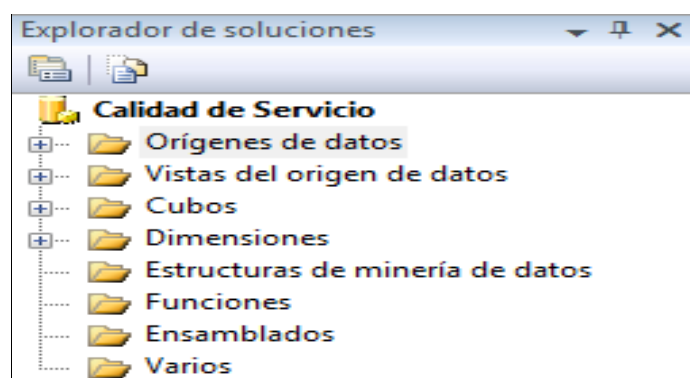 Explorador de soluciones
Calidad de Servicio
Orígenes de datos
Vistas del origen de datos
Cubos
Dimensiones
Estructuras de minería de datos
Funciones
Ensamblados
Varios